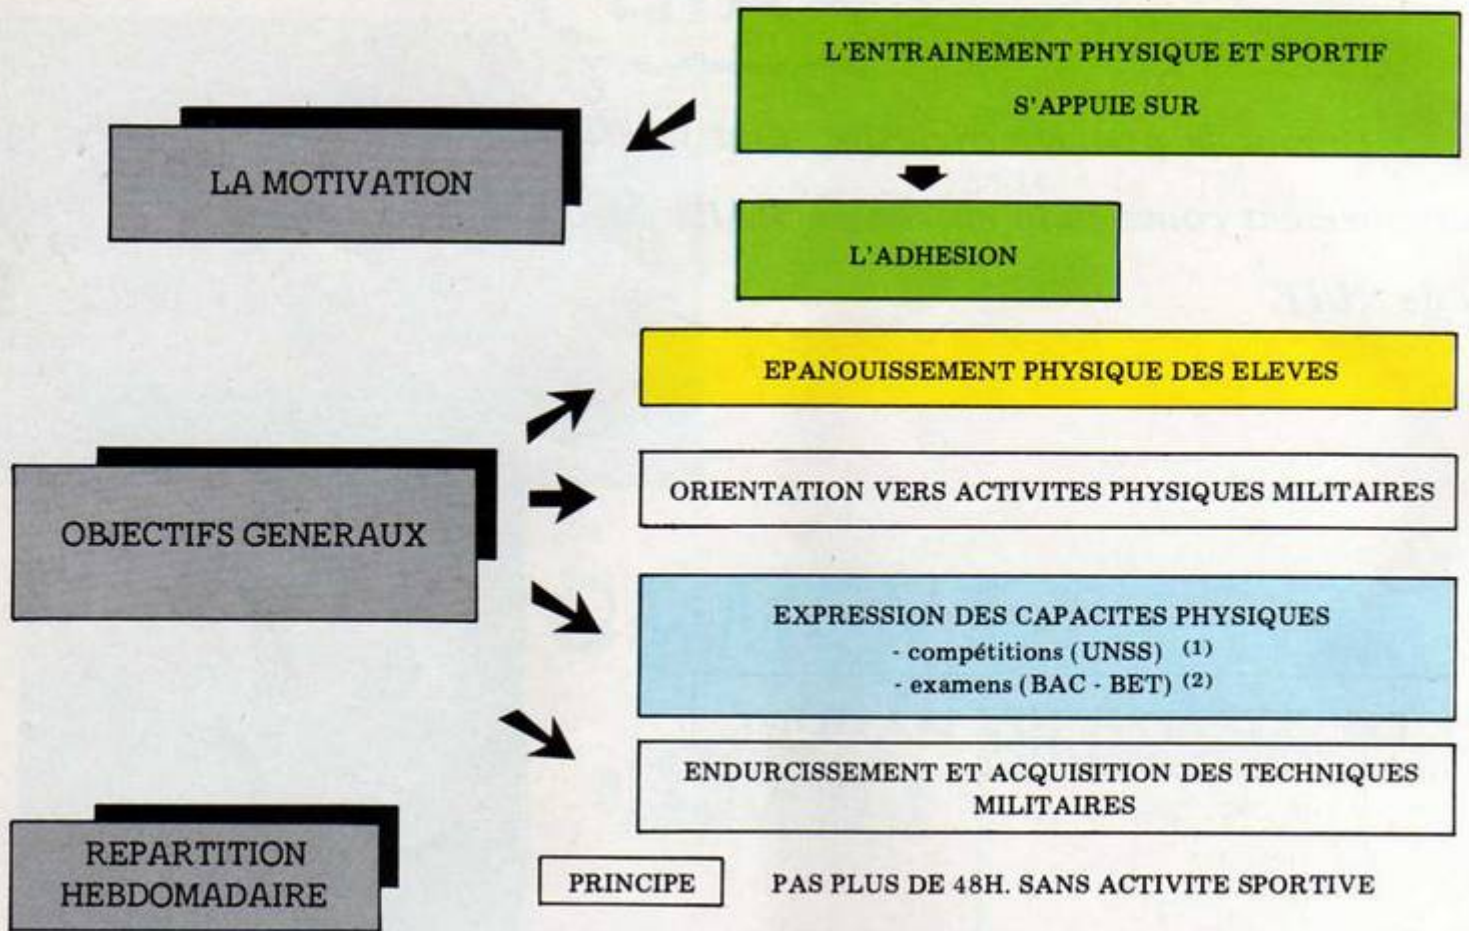 L'ENTRAINEMENT PHYSIQUE ET SPORTIF
S'APPUIE SUR
LA MOTIVATION
L'ADHESION
EPANOUISSEMENT PHYSIQUE DES ELEVES
ORIENTATION VERS ACTIVITES PHYSIQUES MILITAIRES
OBJECTIFS GENERAUX
EXPRESSION DES CAPACITES PHYSIQUES
- compétitions (UNSS) (1)
- examens (BAC - BET) (2)
ENDURCISSEMENT ET ACQUISITION DES TECHNIQUES
MILITAIRES
REPARTITION
HEBDOMADAIRE
PRINCIPE PAS PLUS DE 48H. SANS ACTIVITE SPORTIVE